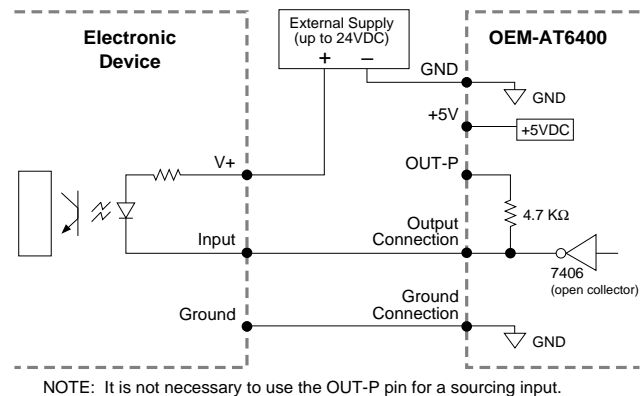 Electronic
Device
External Supply
(up to 24VDC)
+ –
OEM-AT6400
GND
GND
+5V
+5VDC
V+
OUT-P
4.7 KΩ
Input
Output
Connection
7406
(open collector)
Ground
Ground
Connection
GND
NOTE: It is not necessary to use the OUT-P pin for a sourcing input.